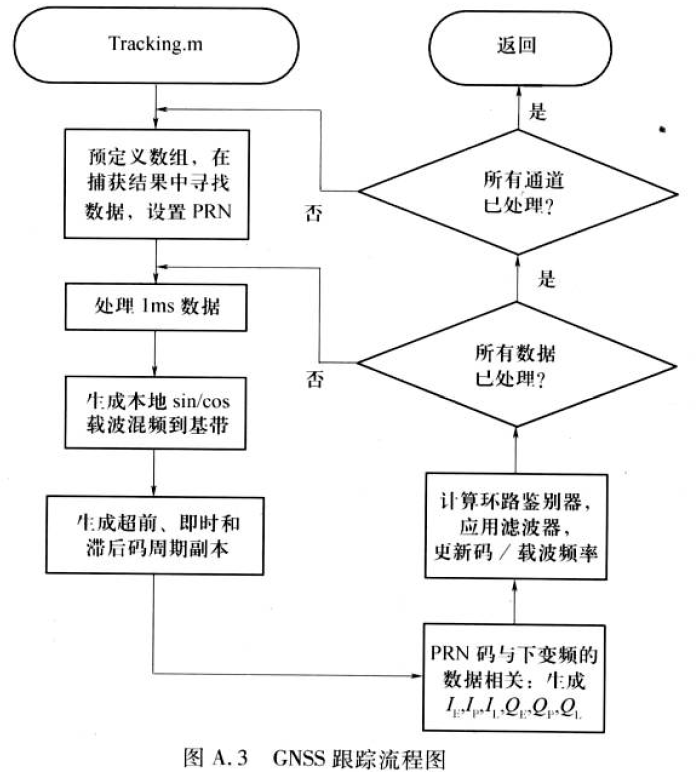 Tracking.m
预定义数组，在
捕获结果中寻找
数据，设置 PRN
处理 1ms 数据
生成本地 sin/cos
载波混频到基带
生成超前、即时和
滞后码周期副本
PRN 码与下变频的
数据相关：生成
I_E,I_P,I_L,Q_E,Q_P,Q_L
计算环路鉴别器，
应用滤波器，
更新码 / 载波频率
所有数据
已处理？
否
是
所有通道
已处理？
否
是
返回
图 A.3 GNSS 跟踪流程图